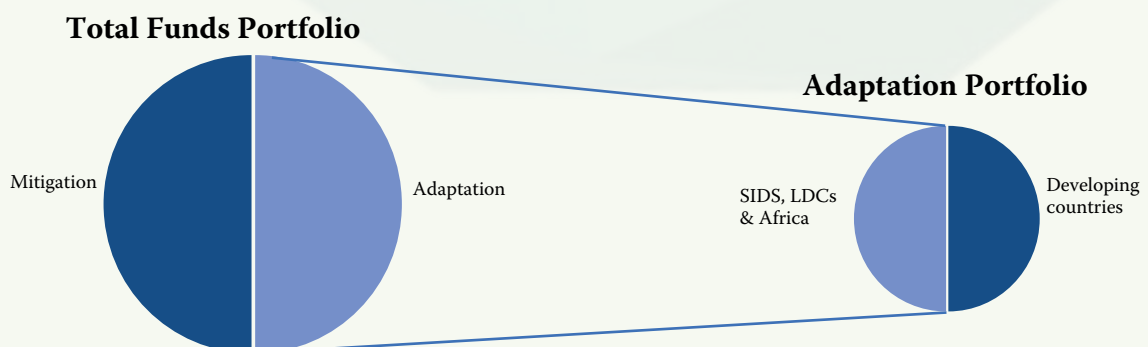 Total Funds Portfolio
Adaptation Portfolio
Mitigation
Adaptation
SIDS, LDCs
& Africa
Developing
countries